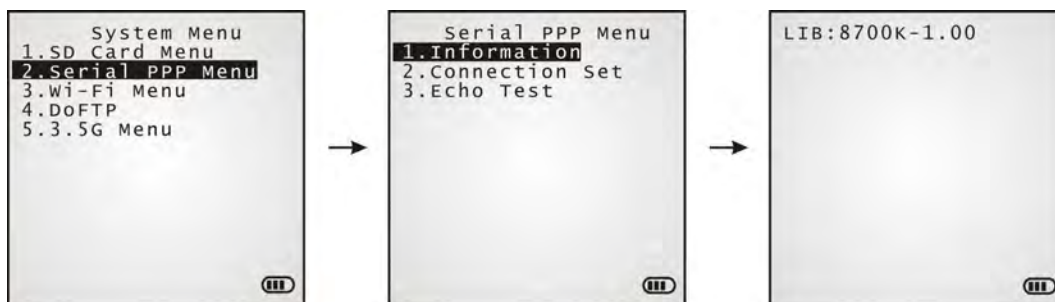 System Menu
1.SD Card Menu
2.Serial PPP Menu
3.Wi-Fi Menu
4.DoFTP
5.3.5G Menu
Serial PPP Menu
1.Information
2.Connection Set
3.Echo Test
LIB:8700K-1.00